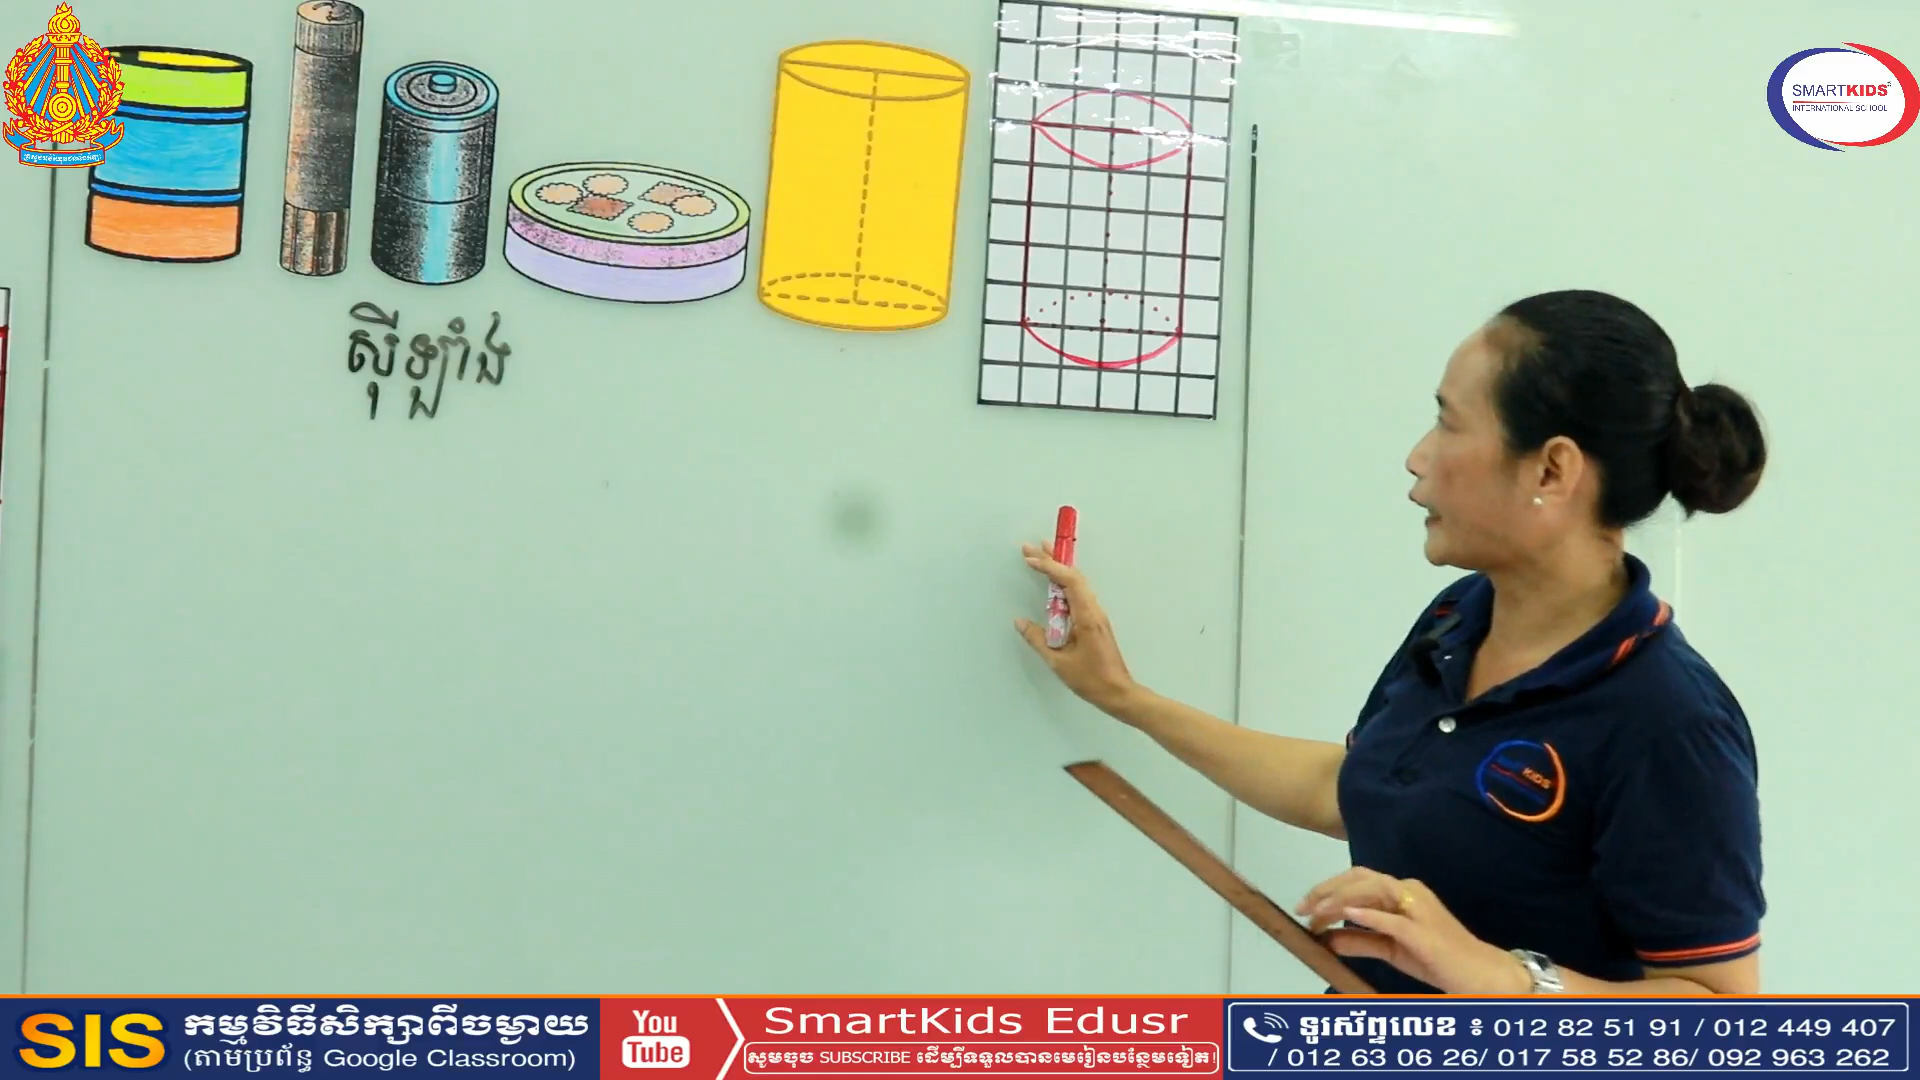 SMARTKIDS
INTERNATIONAL SCHOOL
ស៊ីឡាំង
KIDS
SIS
កម្មវិធីសិក្សាពីចម្ងាយ
(តាមប្រព័ន្ធ Google Classroom)
You
Tube
SmartKids Edusr
សូមចុច SUBSCRIBE ដើម្បីទទួលបានមេរៀនបន្ថែមទៀត!
ទូរស័ព្ទលេខ ៖ 012 82 51 91 / 012 449 407
/ 012 63 06 26/ 017 58 52 86/ 092 963 262